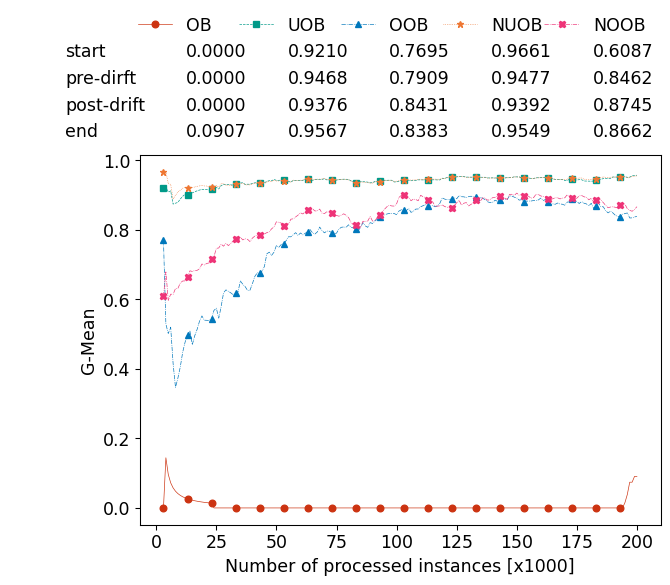 OB UOB OOB NUOB NOOB
start 0.0000 0.9210 0.7695 0.9661 0.6087
pre-dirft 0.0000 0.9468 0.7909 0.9477 0.8462
post-drift 0.0000 0.9376 0.8431 0.9392 0.8745
end 0.0907 0.9567 0.8383 0.9549 0.8662
1.0
0.8
0.6
0.4
0.2
0.0
G-Mean
0 25 50 75 100 125 150 175 200
Number of processed instances [x1000]